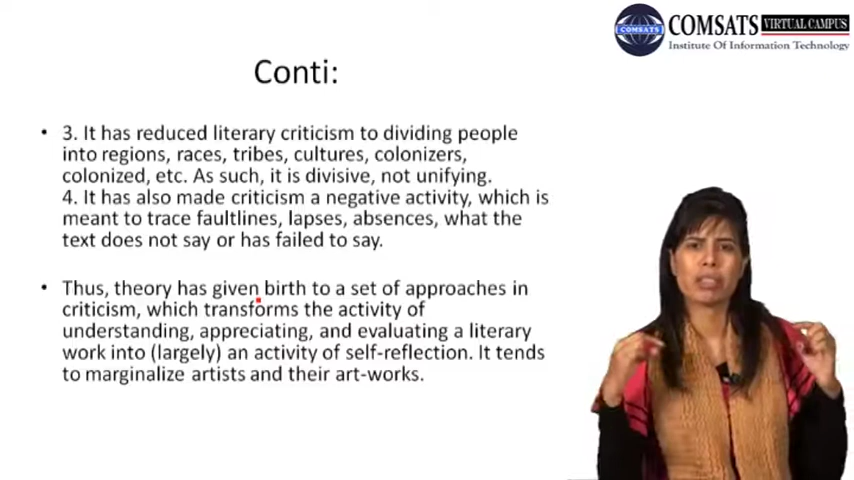 COMSATS VIRTUAL CAMPUS
COMSATS
Institute Of Information Technology
Conti:
• 3. It has reduced literary criticism to dividing people
into regions, races, tribes, cultures, colonizers,
colonized, etc. As such, it is divisive, not unifying.
4. It has also made criticism a negative activity, which is
meant to trace faultlines, lapses, absences, what the
text does not say or has failed to say.
• Thus, theory has given birth to a set of approaches in
criticism, which transforms the activity of
understanding, appreciating, and evaluating a literary
work into (largely) an activity of self-reflection. It tends
to marginalize artists and their art-works.